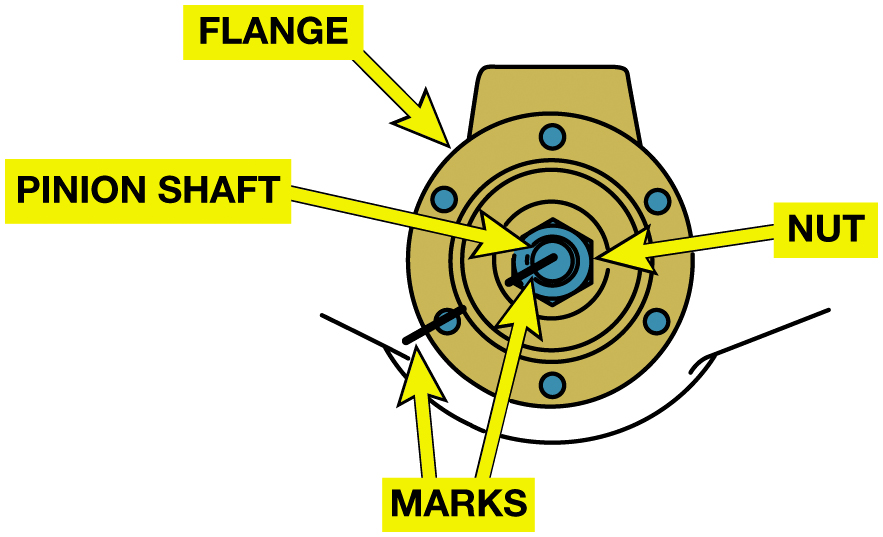 FLANGE
PINION SHAFT
NUT
MARKS